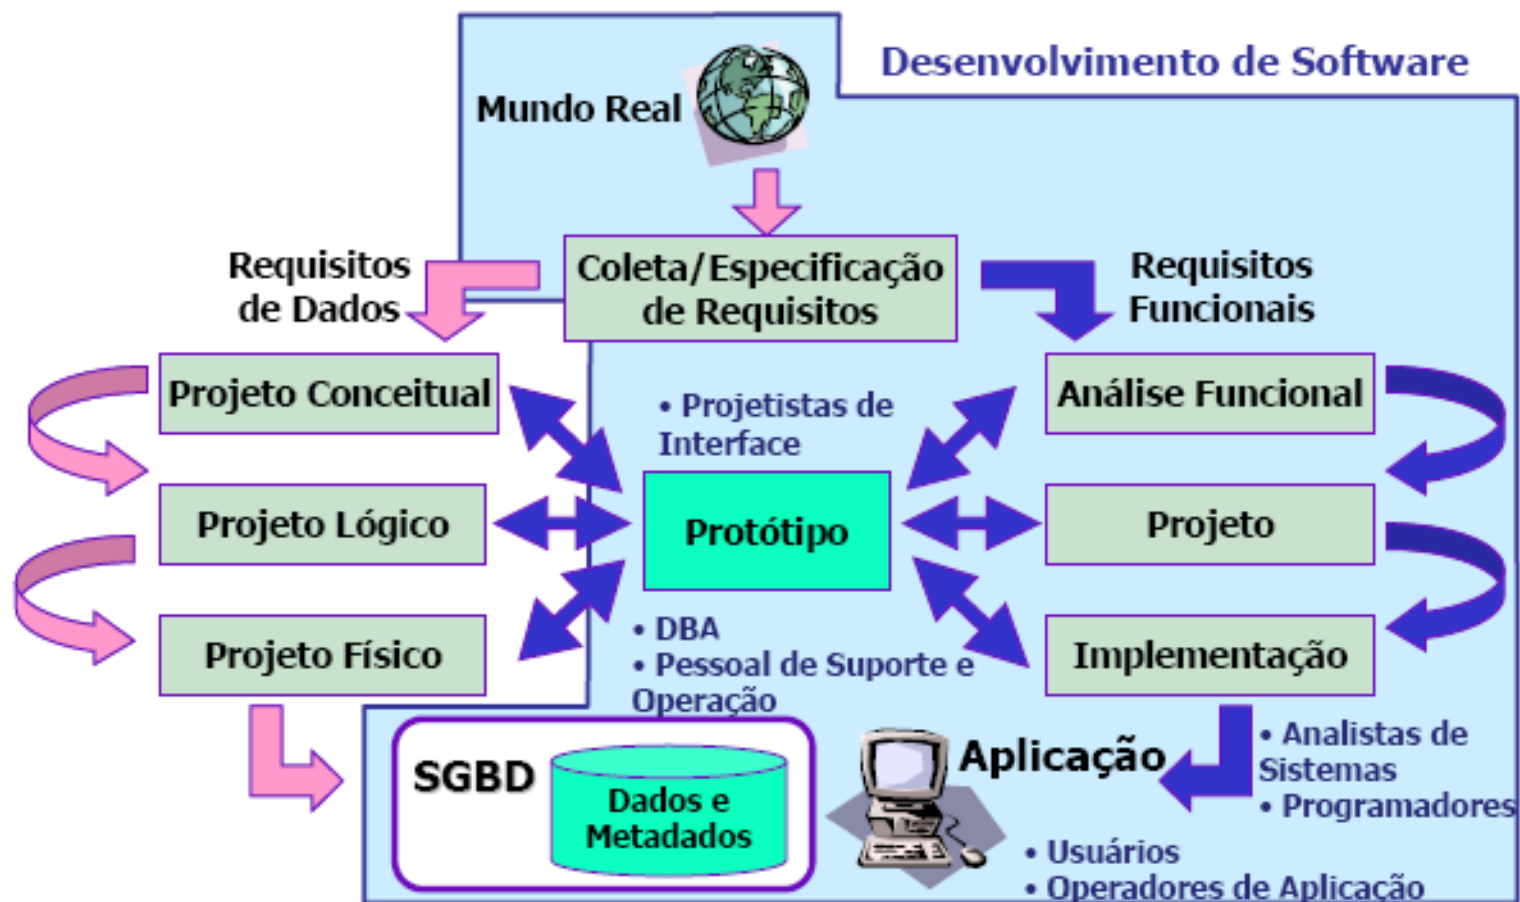 Desenvolvimento de Software
Mundo Real
Requisitos
de Dados
Coleta/Especificação
de Requisitos
Requisitos
Funcionais
Projeto Conceitual
• Projetistas de
Interface
Análise Funcional
Projeto Lógico
Protótipo
Projeto
Projeto Físico
• DBA
• Pessoal de Suporte e
Operação
Implementação
SGBD
Dados e
Metadados
Aplicação
• Analistas de
Sistemas
• Programadores
• Usuários
• Operadores de Aplicação